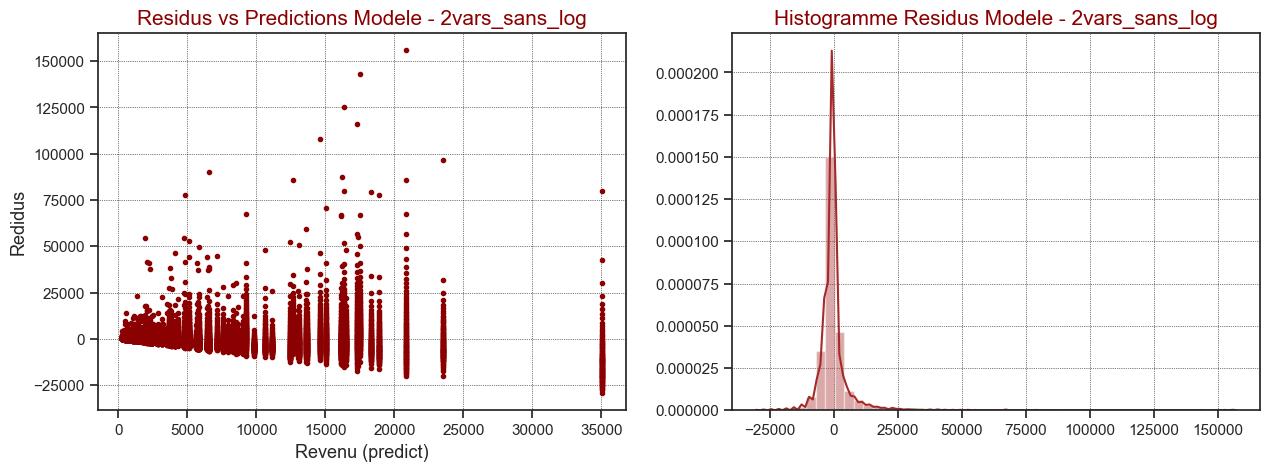 Residus vs Predictions Modele - 2vars_sans_log
150000
125000
100000
75000
50000
25000
0
−25000
Redidus
0 5000 10000 15000 20000 25000 30000 35000
Revenu (predict)
Histogramme Residus Modele - 2vars_sans_log
0.000200
0.000175
0.000150
0.000125
0.000100
0.000075
0.000050
0.000025
0.000000
−25000 0 25000 50000 75000 100000 125000 150000